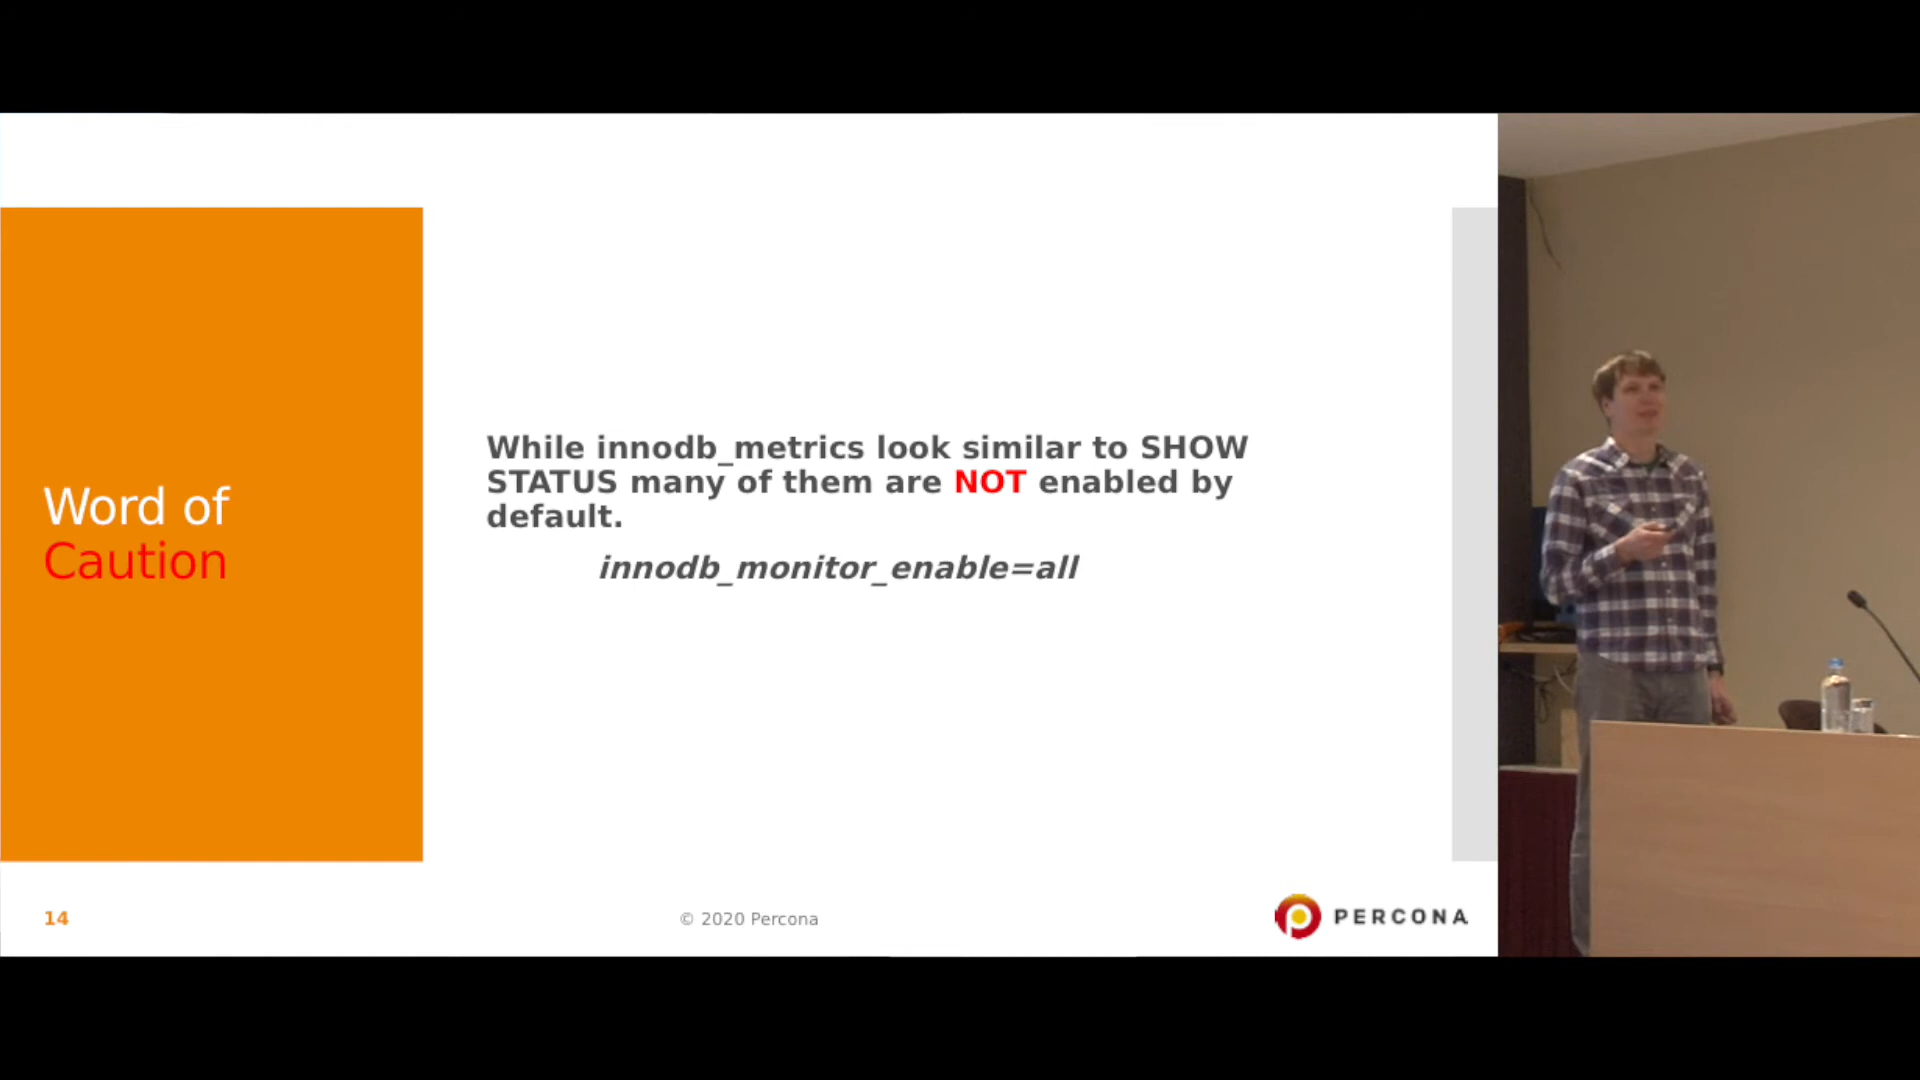 Word of
Caution
While innodb_metrics look similar to SHOW
STATUS many of them are NOT enabled by
default.
innodb_monitor_enable=all
14
© 2020 Percona
PERCONA